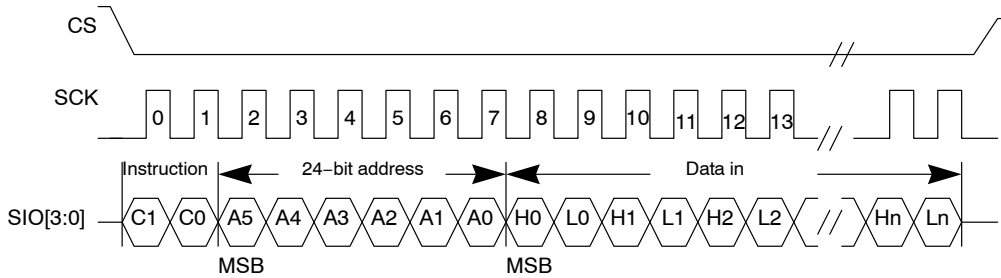 CS
SCK
0 1 2 3 4 5 6 7 8 9 10 11 12 13
Instruction 24−bit address Data in
SIO[3:0] C1 C0 A5 A4 A3 A2 A1 A0 H0 L0 H1 L1 H2 L2 Hn Ln
MSB MSB